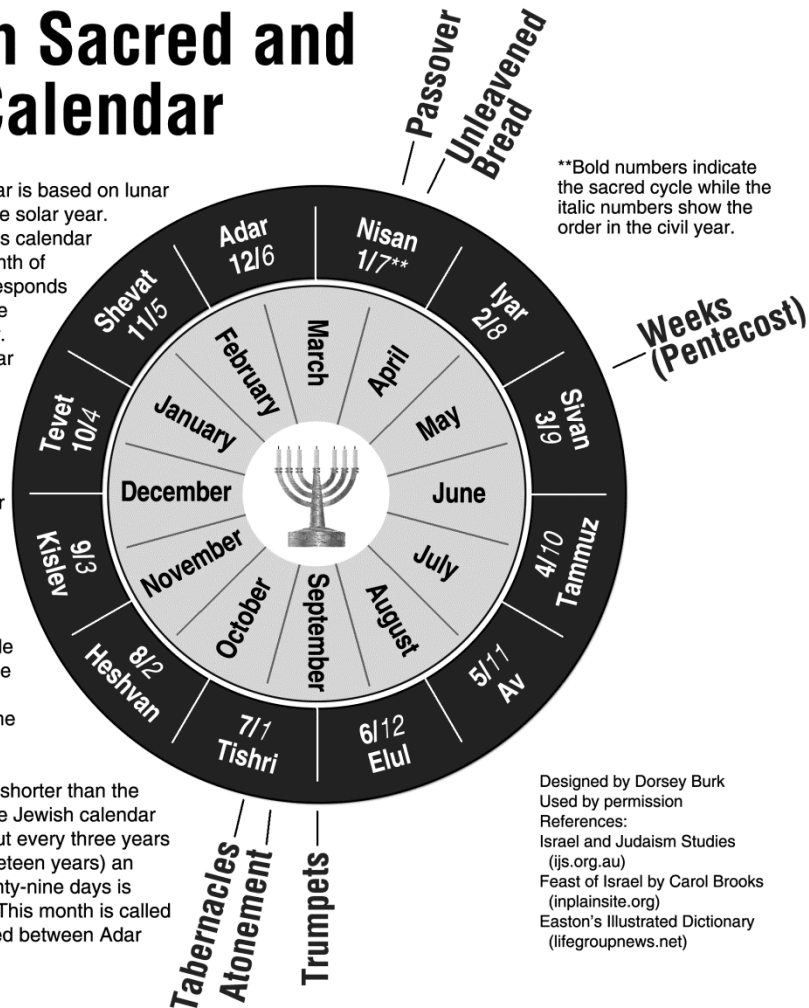 n Sacred and
Calendar
ar is based on lunar
e solar year.
s calendar
nth of
esponds
e
ar
r
le
e
ne
shorter than the
e Jewish calendar
ut every three years
eteen years) an
nty-nine days is
This month is called
ed between Adar
Passover
Unleavened
Bread
**Bold numbers indicate
the sacred cycle while the
italic numbers show the
order in the civil year.
Weeks
(Pentecost)
Nisan
1/7**
Iyar
2/8
Sivan
3/9
4/10
Tammuz
5/11
Av
6/12
Elul
7/1
Tishri
8/2
Heshvan
9/3
Kislev
Tevet
10/4
Shevat
11/5
Adar
12/6
March
April
May
June
July
August
September
October
November
December
January
February
Tabernacles
Atonement
Trumpets
Designed by Dorsey Burk
Used by permission
References:
Israel and Judaism Studies
(ijs.org.au)
Feast of Israel by Carol Brooks
(inplainsite.org)
Easton's Illustrated Dictionary
(lifegroupnews.net)